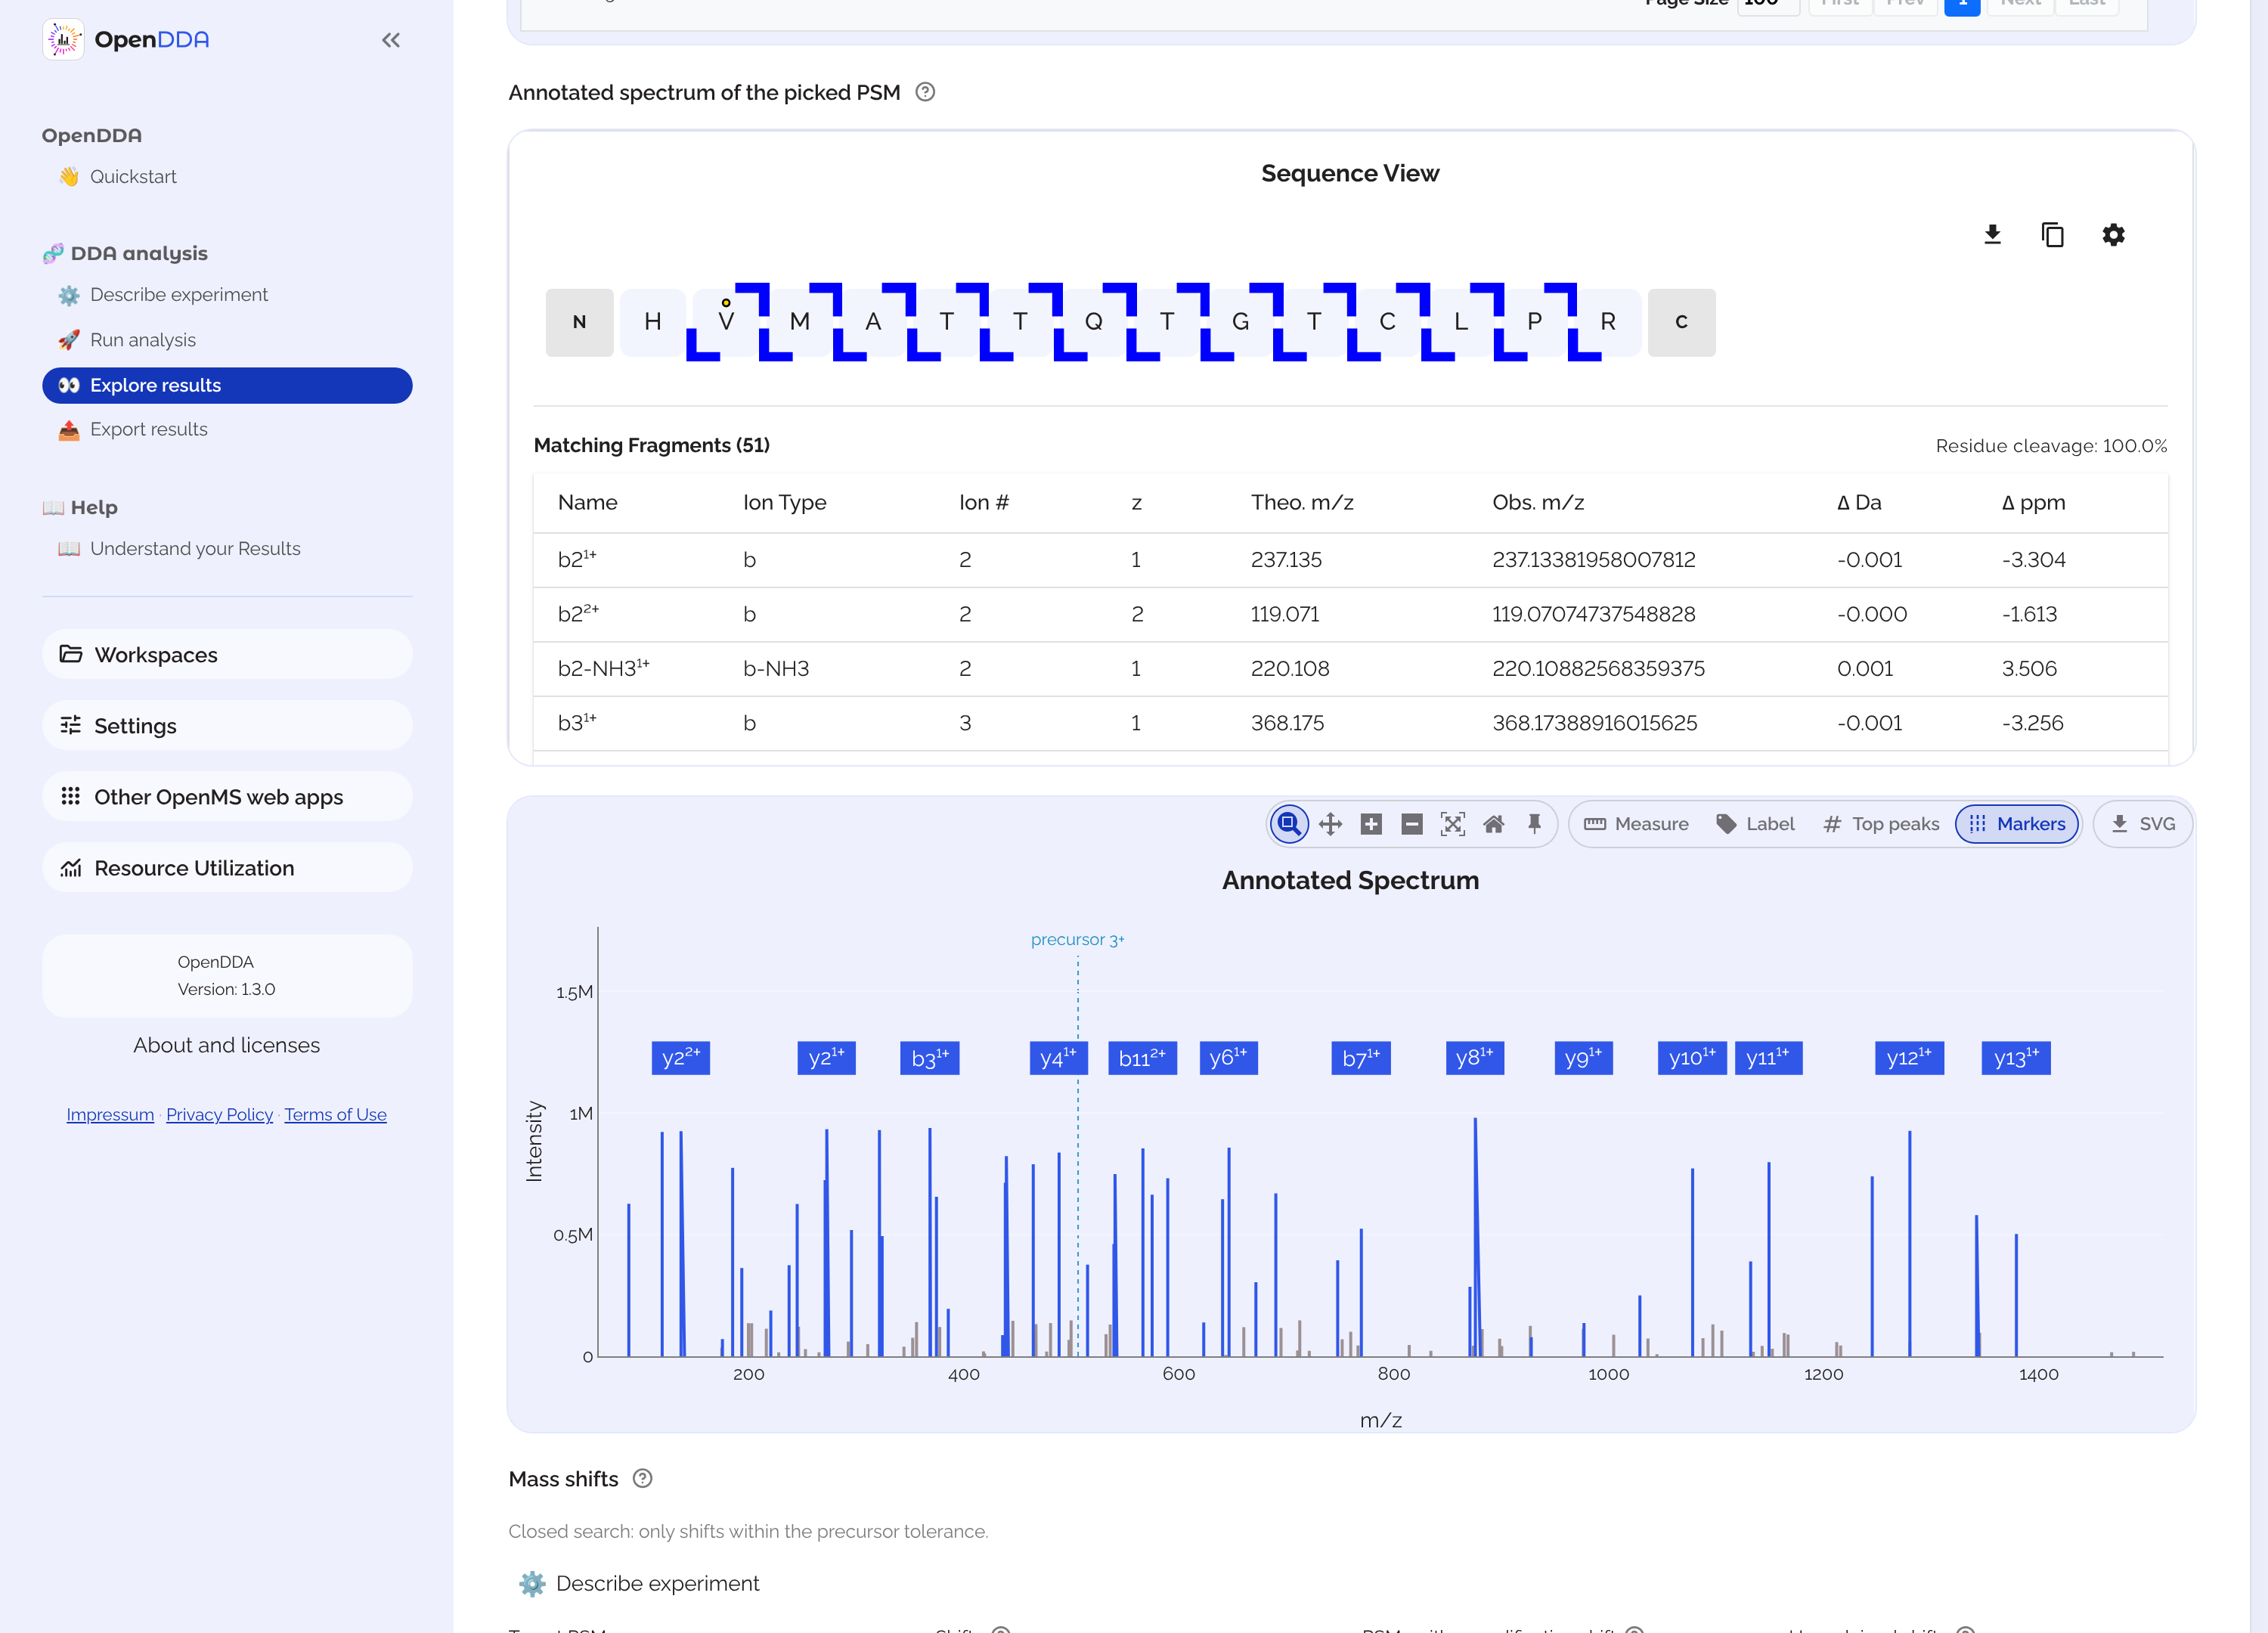 OpenDDA
OpenDDA
Quickstart
DDA analysis
Describe experiment
Run analysis
Explore results
Export results
Help
Understand your Results
Workspaces
Settings
Other OpenMS web apps
Resource Utilization
OpenDDA
Version: 1.3.0
About and licenses
Impressum · Privacy Policy · Terms of Use
Page Size 100 First Prev 1 Next Last
Annotated spectrum of the picked PSM
Sequence View
N H V M A T T Q T G T C L P R C
Matching Fragments (51) Residue cleavage: 100.0%
Name Ion Type Ion # z Theo. m/z Obs. m/z Δ Da Δ ppm
b2¹⁺ b 2 1 237.135 237.13381958007812 -0.001 -3.304
b2²⁺ b 2 2 119.071 119.07074737548828 -0.000 -1.613
b2-NH3¹⁺ b-NH3 2 1 220.108 220.10882568359375 0.001 3.506
b3¹⁺ b 3 1 368.175 368.17388916015625 -0.001 -3.256
Measure Label Top peaks Markers SVG
Annotated Spectrum
precursor 3+
1.5M
y2²⁺ y2¹⁺ b3¹⁺ y4¹⁺ b11²⁺ y6¹⁺ b7¹⁺ y8¹⁺ y9¹⁺ y10¹⁺ y11¹⁺ y12¹⁺ y13¹⁺
1M
Intensity
0.5M
0
200 400 600 800 1000 1200 1400
m/z
Mass shifts
Closed search: only shifts within the precursor tolerance.
Describe experiment